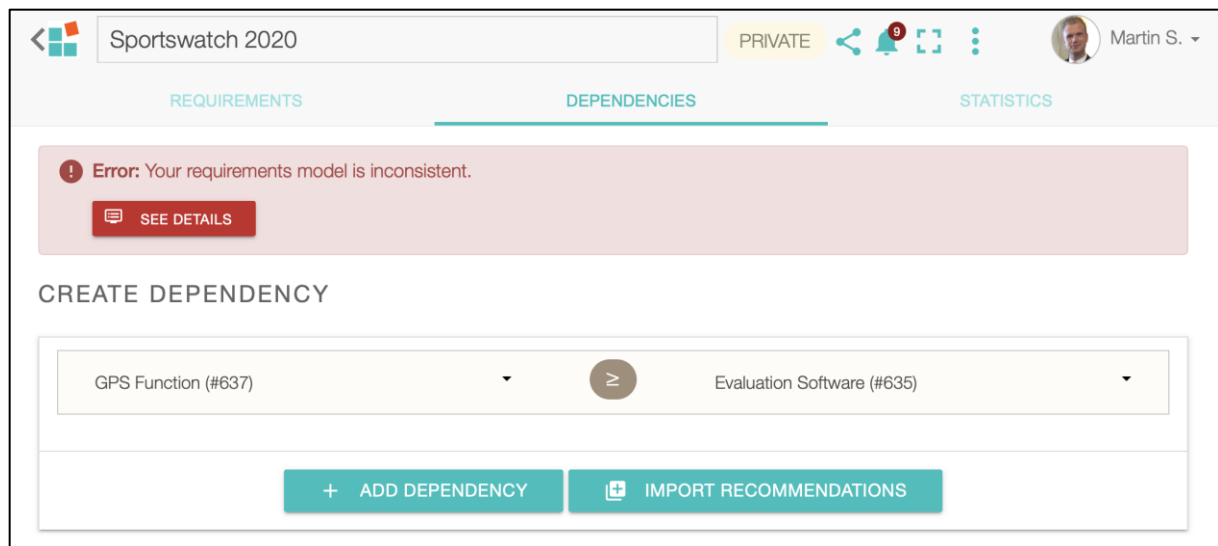 Sportswatch 2020
PRIVATE
9
Martin S.
REQUIREMENTS
DEPENDENCIES
STATISTICS
! Error: Your requirements model is inconsistent.
SEE DETAILS
CREATE DEPENDENCY
GPS Function (#637)
≥
Evaluation Software (#635)
+ ADD DEPENDENCY
IMPORT RECOMMENDATIONS